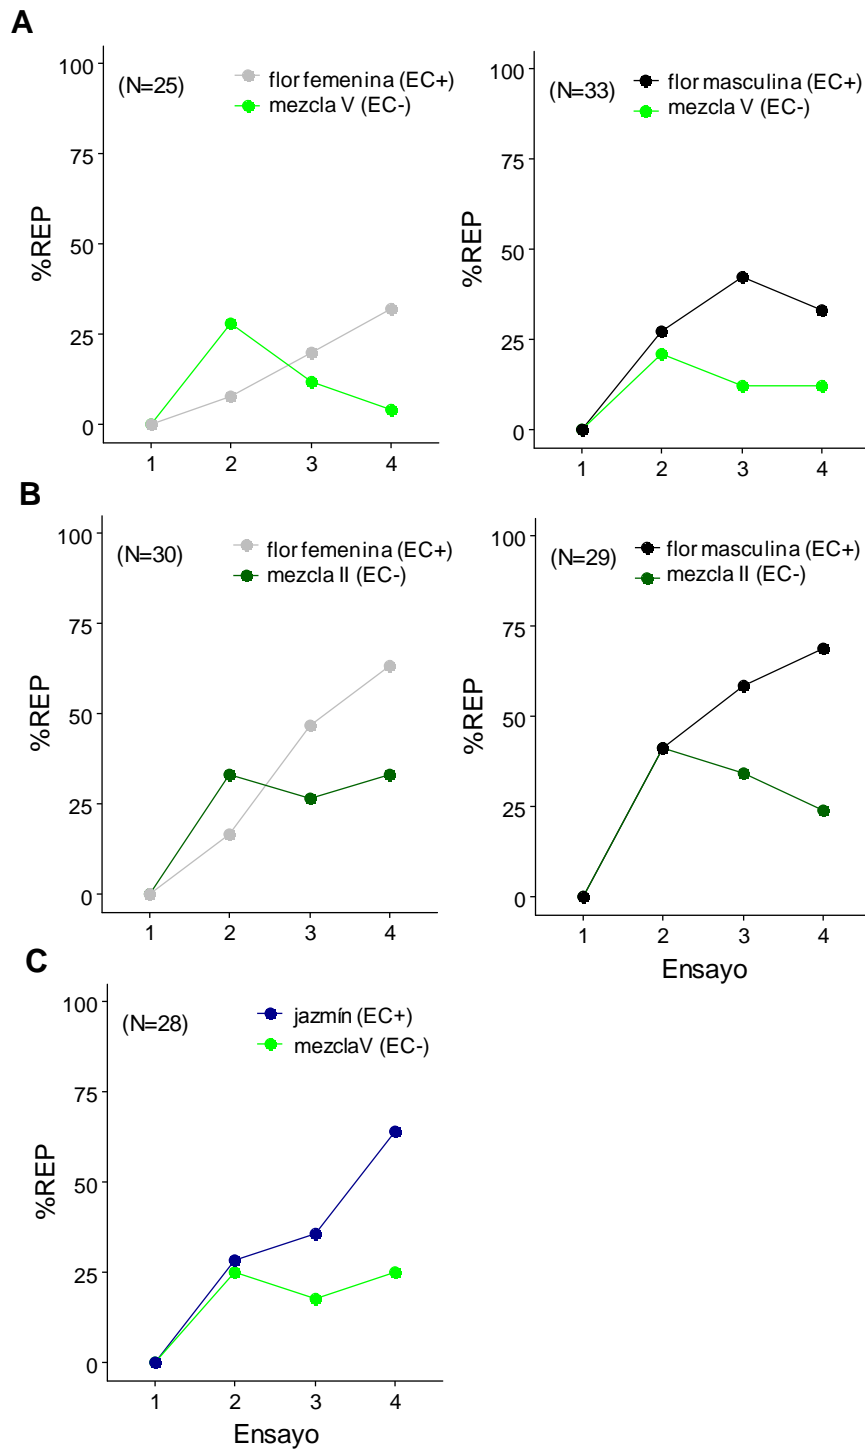 A
(N=25)
flor femenina (EC+)
mezcla V (EC-)
100
75
50
25
0
%REP
1 2 3 4
(N=33)
flor masculina (EC+)
mezcla V (EC-)
100
75
50
25
0
%REP
1 2 3 4
B
(N=30)
flor femenina (EC+)
mezcla II (EC-)
100
75
50
25
0
%REP
1 2 3 4
(N=29)
flor masculina (EC+)
mezcla II (EC-)
100
75
50
25
0
%REP
1 2 3 4
Ensayo
C
(N=28)
jazmín (EC+)
mezclaV (EC-)
100
75
50
25
0
%REP
1 2 3 4
Ensayo